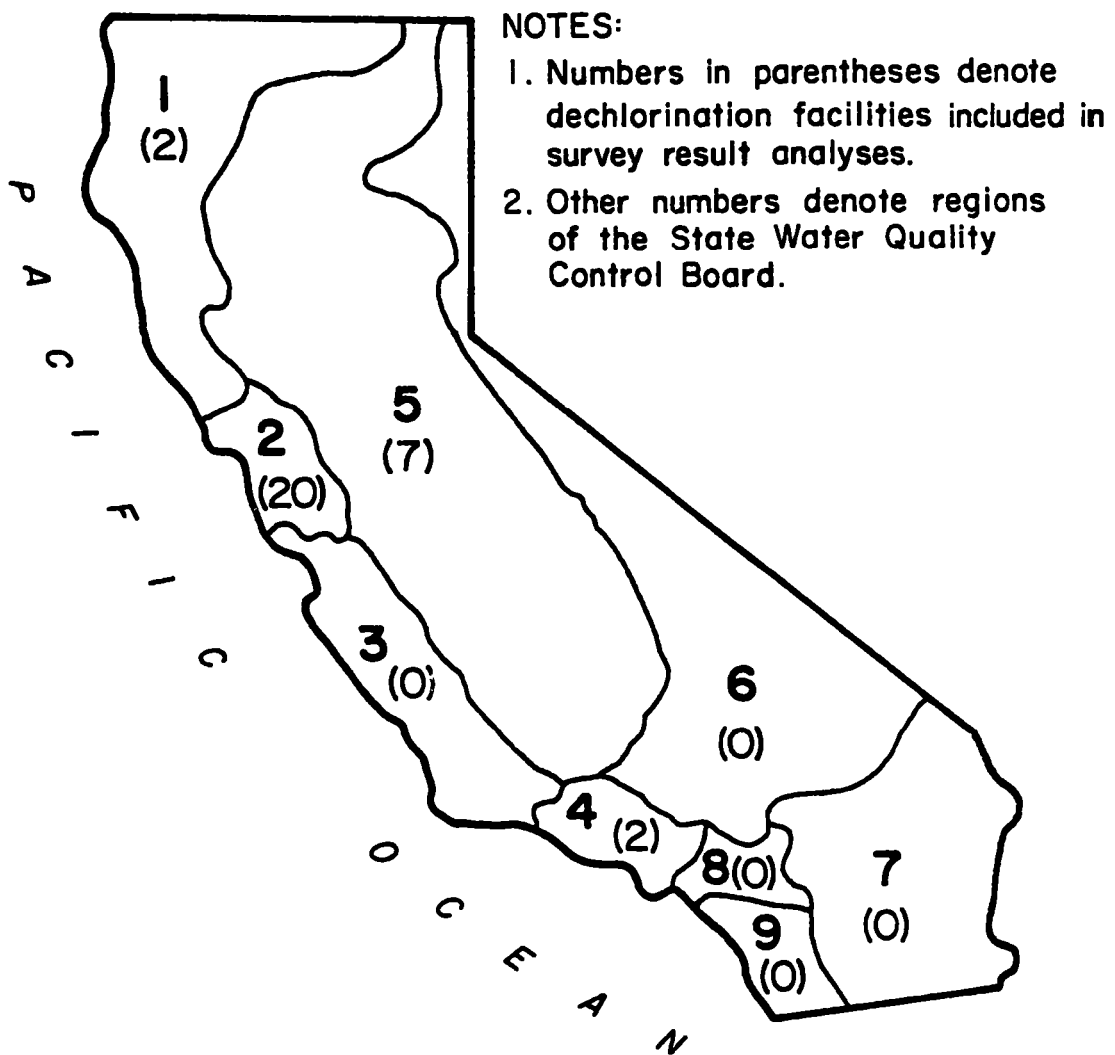 NOTES:
1. Numbers in parentheses denote
dechlorination facilities included in
survey result analyses.
2. Other numbers denote regions
of the State Water Quality
Control Board.
1
(2)
2
(20)
5
(7)
3
(0)
6
(0)
4
(2)
8 (0)
7
(0)
9
(0)
PACIFIC
OCEAN